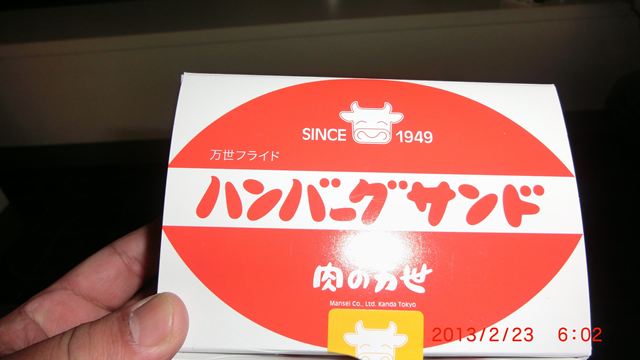 SINCE 1949
万世フライド
ハンバーグサンド
肉の万世
Mansei Co., Ltd. Kanda Tokyo
2013/2/23 6:02